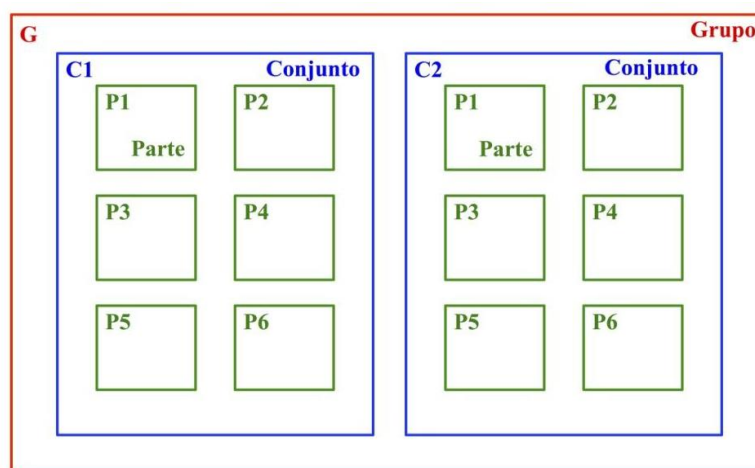 G Grupo
C1 Conjunto
P1 P2
Parte
P3 P4
P5 P6
C2 Conjunto
P1 P2
Parte
P3 P4
P5 P6